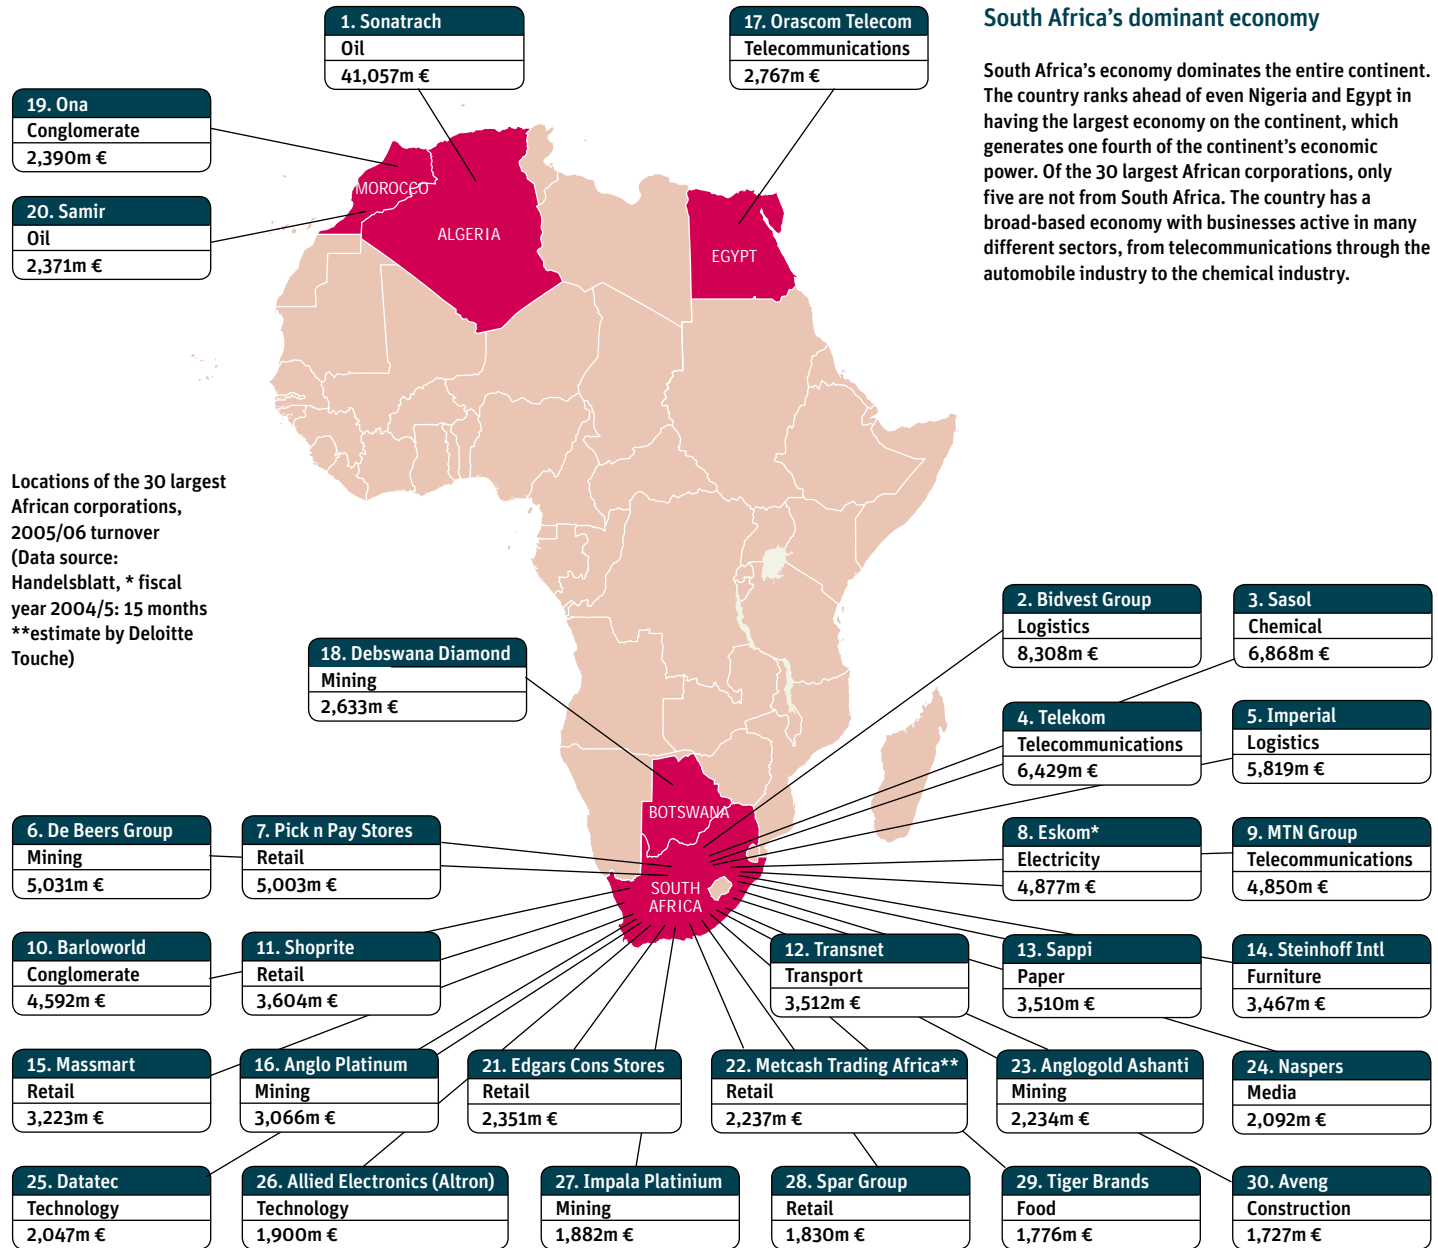 1. Sonatrach
Oil
41,057m €
17. Orascom Telecom
Telecommunications
2,767m €
South Africa’s dominant economy
South Africa’s economy dominates the entire continent.
The country ranks ahead of even Nigeria and Egypt in
having the largest economy on the continent, which
generates one fourth of the continent’s economic
power. Of the 30 largest African corporations, only
five are not from South Africa. The country has a
broad-based economy with businesses active in many
different sectors, from telecommunications through the
automobile industry to the chemical industry.
19. Ona
Conglomerate
2,390m €
20. Samir
Oil
2,371m €
MOROCCO
ALGERIA
EGYPT
Locations of the 30 largest
African corporations,
2005/06 turnover
(Data source:
Handelsblatt, * fiscal
year 2004/5: 15 months
**estimate by Deloitte
Touche)
18. Debswana Diamond
Mining
2,633m €
2. Bidvest Group
Logistics
8,308m €
3. Sasol
Chemical
6,868m €
4. Telekom
Telecommunications
6,429m €
5. Imperial
Logistics
5,819m €
BOTSWANA
SOUTH
AFRICA
6. De Beers Group
Mining
5,031m €
7. Pick n Pay Stores
Retail
5,003m €
8. Eskom*
Electricity
4,877m €
9. MTN Group
Telecommunications
4,850m €
10. Barloworld
Conglomerate
4,592m €
11. Shoprite
Retail
3,604m €
12. Transnet
Transport
3,512m €
13. Sappi
Paper
3,510m €
14. Steinhoff Intl
Furniture
3,467m €
15. Massmart
Retail
3,223m €
16. Anglo Platinum
Mining
3,066m €
21. Edgars Cons Stores
Retail
2,351m €
22. Metcash Trading Africa**
Retail
2,237m €
23. Anglogold Ashanti
Mining
2,234m €
24. Naspers
Media
2,092m €
25. Datatec
Technology
2,047m €
26. Allied Electronics (Altron)
Technology
1,900m €
27. Impala Platinium
Mining
1,882m €
28. Spar Group
Retail
1,830m €
29. Tiger Brands
Food
1,776m €
30. Aveng
Construction
1,727m €